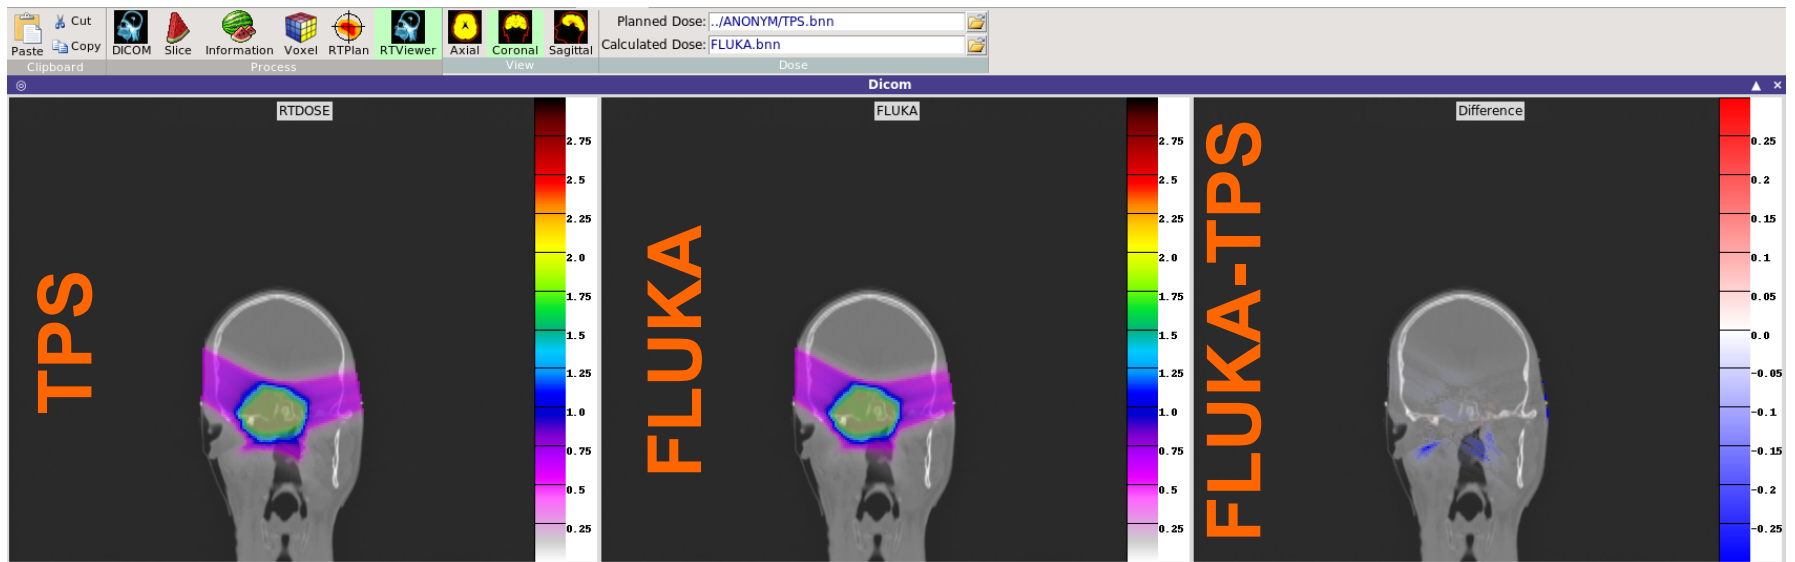 Paste
Cut
Copy
Clipboard
DICOM
Slice
Information
Voxel
RTPlan
RTViewer
Process
Axial
Coronal
Sagittal
View
Planned Dose: ../ANONYM/TPS.bnn
Calculated Dose: FLUKA.bnn
Dose
Dicom
RTDOSE
TPS
2.75
2.5
2.25
2.0
1.75
1.5
1.25
1.0
0.75
0.5
0.25
FLUKA
FLUKA
2.75
2.5
2.25
2.0
1.75
1.5
1.25
1.0
0.75
0.5
0.25
Difference
FLUKA-TPS
0.25
0.2
0.15
0.1
0.05
0.0
-0.05
-0.1
-0.15
-0.2
-0.25